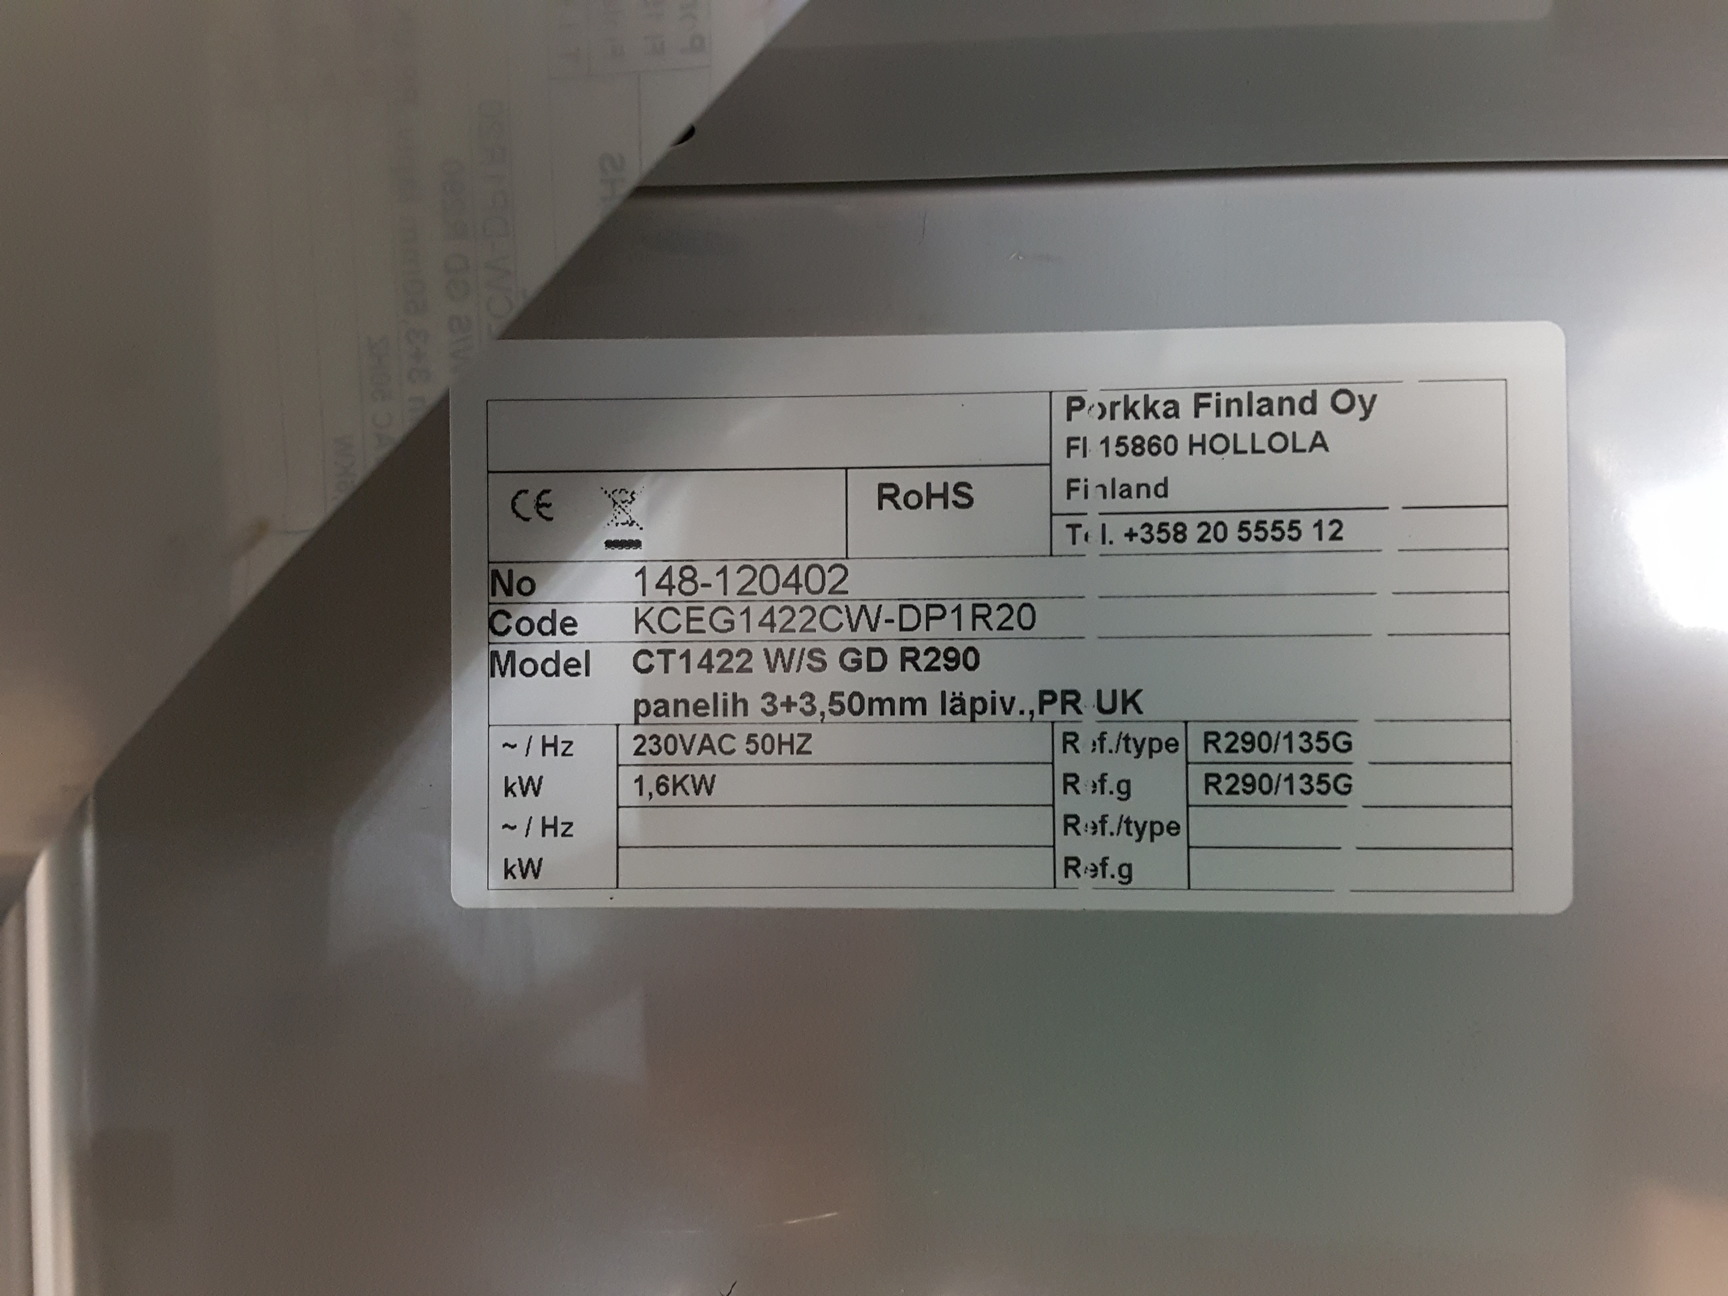 Porkka Finland Oy
FI 15860 HOLLOLA
Finland
CE
RoHS
Tel. +358 20 5555 12
No 148-120402
Code KCEG1422CW-DP1R20
Model CT1422 W/S GD R290
panelih 3+3,50mm läpiv.,PR UK
~ / Hz 230VAC 50HZ Ref./type R290/135G
kW 1,6KW Ref.g R290/135G
~ / Hz Ref./type
kW Ref.g